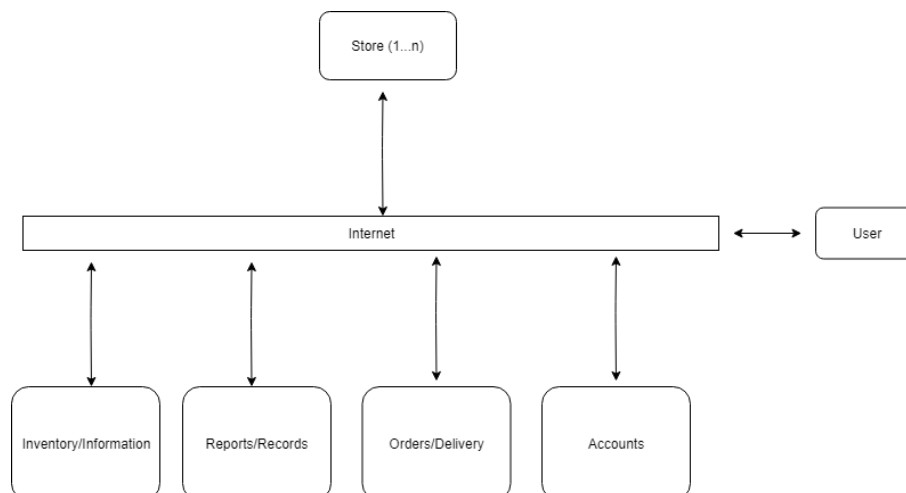 Store (1...n)
Internet
User
Inventory/Information
Reports/Records
Orders/Delivery
Accounts